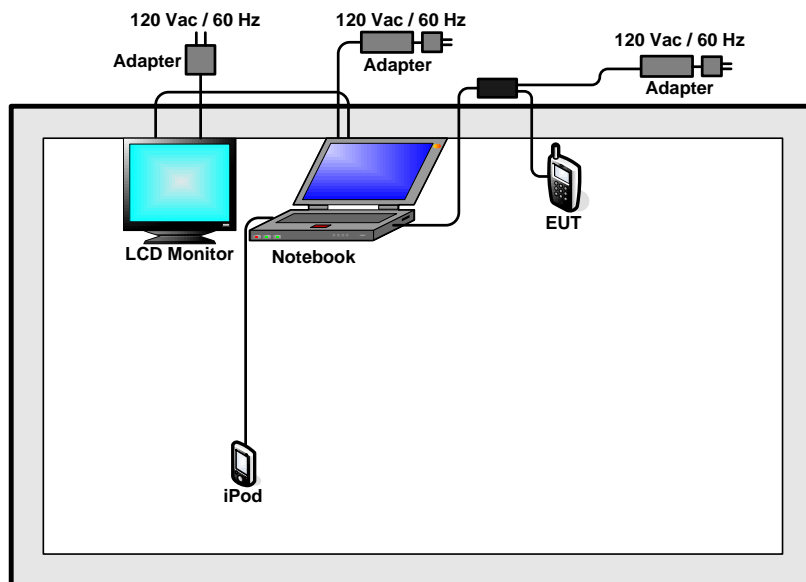 120 Vac / 60 Hz
Adapter
120 Vac / 60 Hz
Adapter
120 Vac / 60 Hz
Adapter
LCD Monitor
Notebook
EUT
iPod